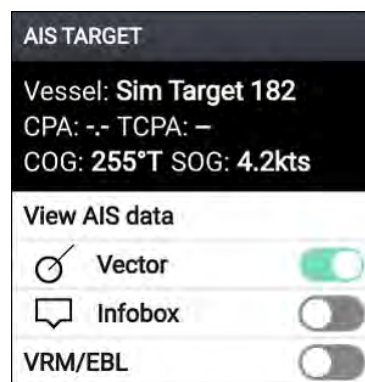 AIS TARGET
Vessel: Sim Target 182
CPA: -.- TCPA: –
COG: 255°T SOG: 4.2kts
View AIS data
Vector
Infobox
VRM/EBL